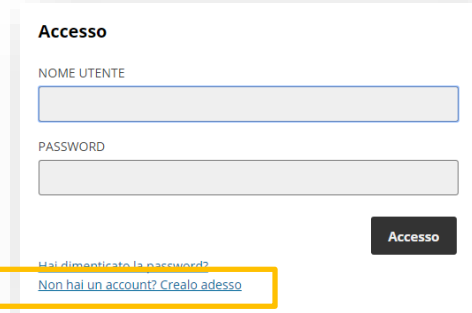 Accesso
NOME UTENTE
PASSWORD
Accesso
Hai dimenticato la password?
Non hai un account? Crealo adesso